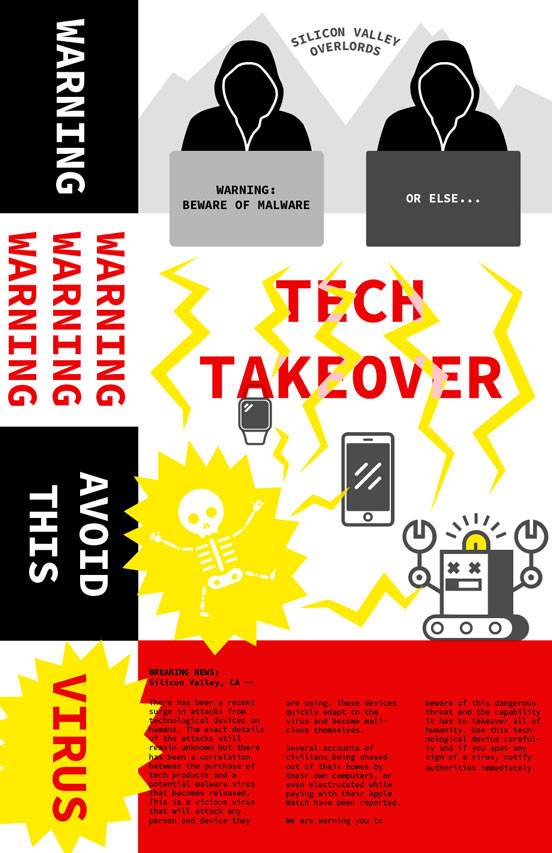 WARNING
SILICON VALLEY
OVERLORDS
WARNING:
BEWARE OF MALWARE
OR ELSE...
WARNING
WARNING
WARNING
TECH
TAKEOVER
AVOID
THIS
VIRUS
BREAKING NEWS:
Silicon Valley, CA --
There has been a recent
surge in attacks from
technological devices on
humans. The exact details
of the attacks still
remain unknown but there
has been a correlation
between the purchase of
tech products and a
potential malware virus
that becomes released.
This is a vicious virus
that will attack any
person and device they
are using. These devices
quickly adapt to the
virus and become mali-
cious themselves.
Several accounts of
civilians being chased
out of their homes by
their own computers, or
even electrocuted while
paying with their Apple
Watch have been reported.
We are warning you to
beware of this dangerous
threat and the capability
it has to takeover all of
humanity. Use this tech-
nological device careful-
ly and if you spot any
sign of a virus, notify
authorities immediately.